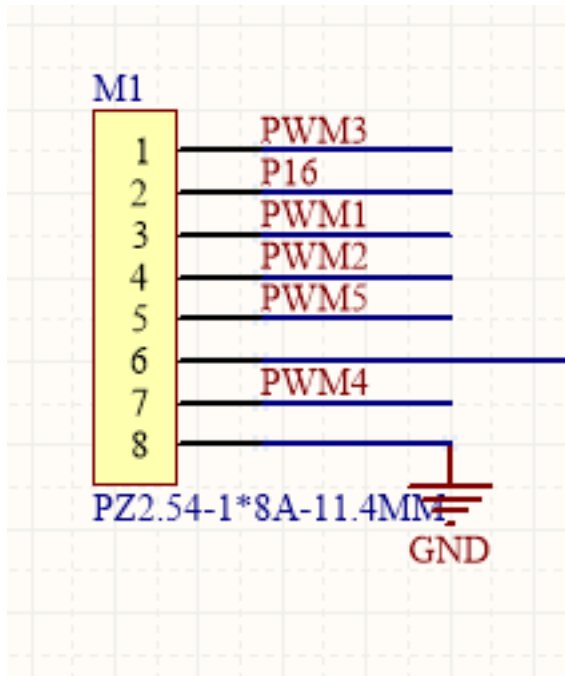 M1
1 PWM3
2 P16
3 PWM1
4 PWM2
5 PWM5
6
7 PWM4
8
PZ2.54-1*8A-11.4MM
GND